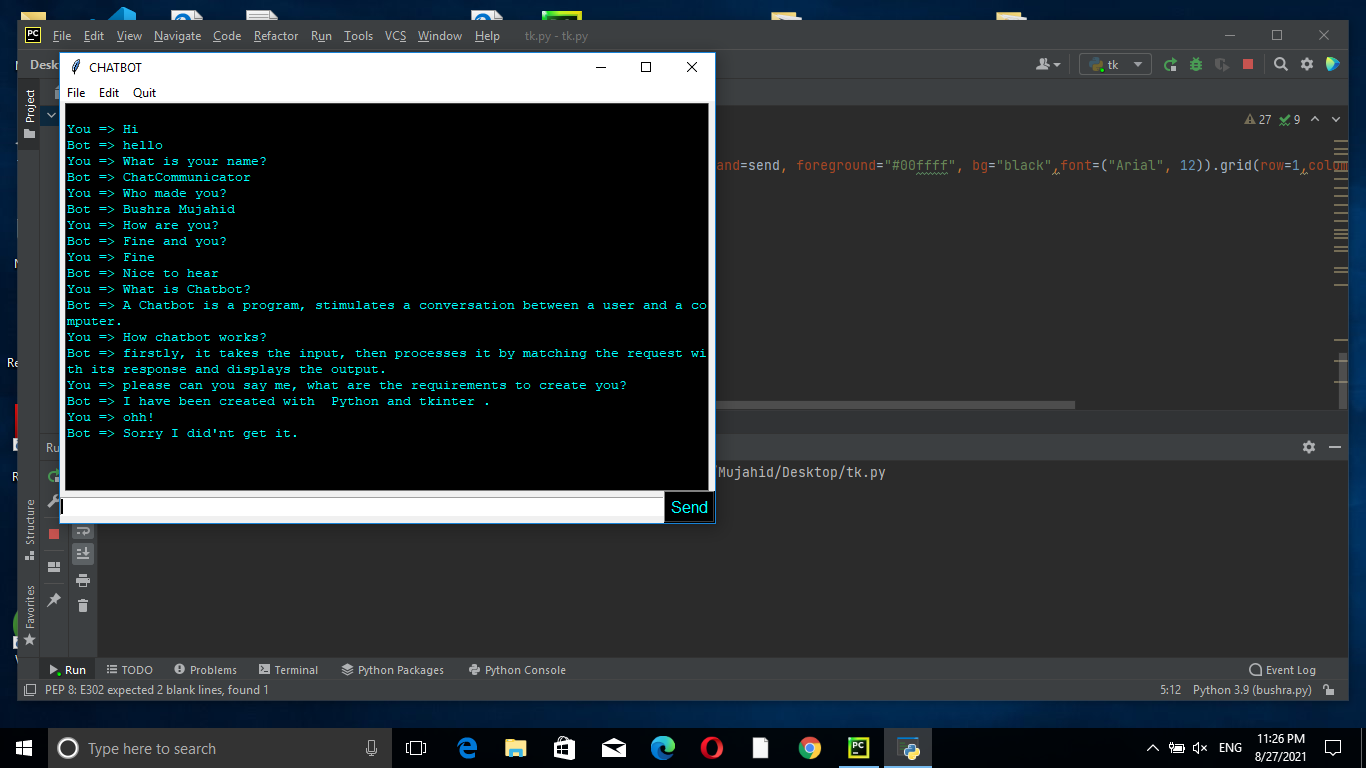 PC File Edit View Navigate Code Refactor Run Tools VCS Window Help tk.py - tk.py
CHATBOT
File Edit Quit
tk
Project
27 9
You => Hi
Bot => hello
You => What is your name?
Bot => ChatCommunicator
You => Who made you?
Bot => Bushra Mujahid
You => How are you?
Bot => Fine and you?
You => Fine
Bot => Nice to hear
You => What is Chatbot?
Bot => A Chatbot is a program, stimulates a conversation between a user and a co
mputer.
You => How chatbot works?
Bot => firstly, it takes the input, then processes it by matching the request wi
th its response and displays the output.
You => please can you say me, what are the requirements to create you?
Bot => I have been created with  Python and tkinter .
You => ohh!
Bot => Sorry I did'nt get it.
Send
and=send, foreground="#00ffff", bg="black",font=("Arial", 12)).grid(row=1,colom
Mujahid/Desktop/tk.py
Structure
Favorites
Run TODO Problems Terminal Python Packages Python Console Event Log
PEP 8: E302 expected 2 blank lines, found 1 5:12 Python 3.9 (bushra.py)
Type here to search
PC
ENG
11:26 PM
8/27/2021